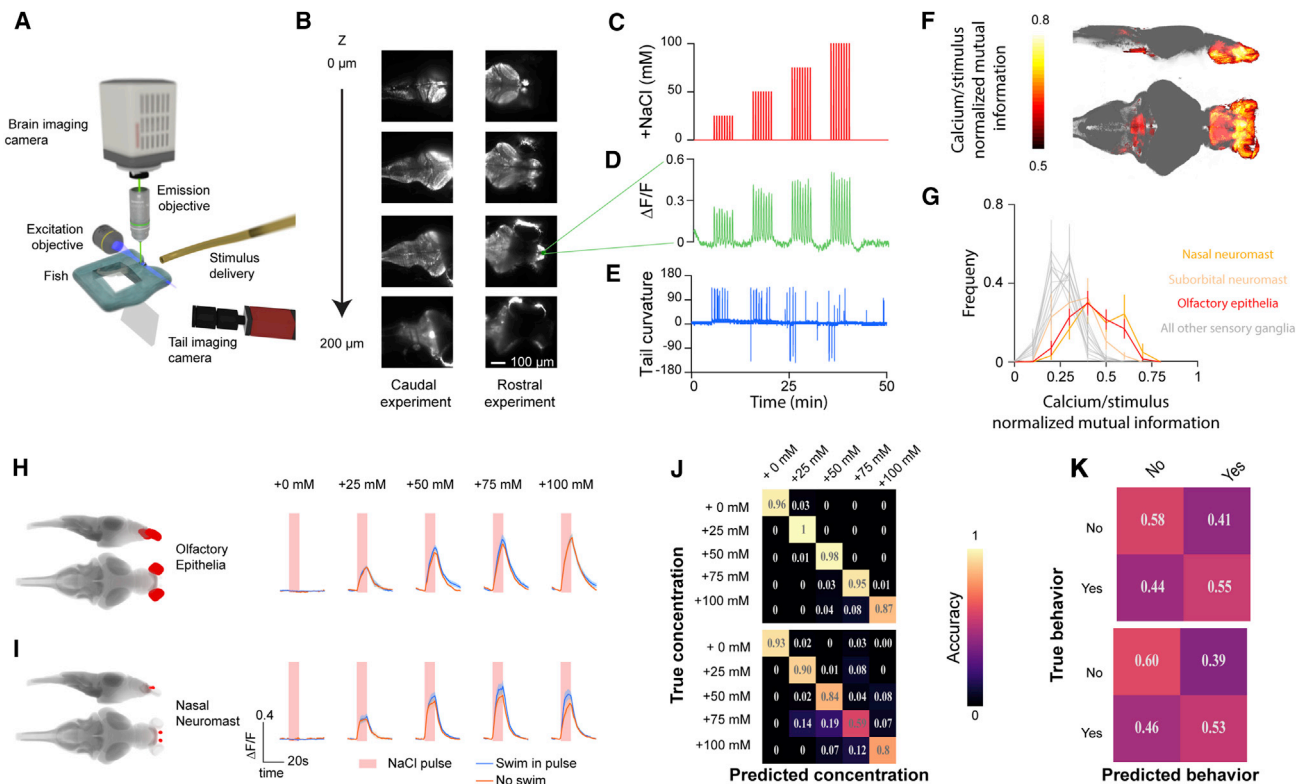 A
Brain imaging
camera
Emission
objective
Excitation
objective
Stimulus
delivery
Fish
Tail imaging
camera
B
Z
0 μm
200 μm
100 μm
Caudal
experiment
Rostral
experiment
C
+NaCl (mM)
100
50
0
D
ΔF/F
0.6
0.3
0
E
Tail curvature
180
90
0
-90
-180
0
25
50
Time (min)
F
Calcium/stimulus
normalized mutual
information
0.8
0.5
G
Frequeny
0.8
0.4
0
Nasal neuromast
Suborbital neuromast
Olfactory epithelia
All other sensory ganglia
0
0.25
0.5
0.75
1
Calcium/stimulus
normalized mutual information
H
+0 mM
+25 mM
+50 mM
+75 mM
+100 mM
Olfactory
Epithelia
I
Nasal
Neuromast
0.4
ΔF/F
20s
time
NaCl pulse
Swim in pulse
No swim
J
+ 0 mM
+25 mM
+50 mM
+75 mM
+100 mM
True concentration
+ 0 mM 0.96 0.03 0 0 0
+25 mM 0 1 0 0 0
+50 mM 0 0.01 0.98 0 0
+75 mM 0 0 0.03 0.95 0.01
+100 mM 0 0 0.04 0.08 0.87
+ 0 mM 0.93 0.02 0 0.03 0.00
+25 mM 0 0.90 0.01 0.08 0
+50 mM 0 0.02 0.84 0.04 0.08
+75 mM 0 0.14 0.19 0.07
+100 mM 0 0 0.07 0.12 0.8
Predicted concentration
Accuracy
1
0
K
No
Yes
True behavior
No 0.58 0.41
Yes 0.44 0.55
No 0.60 0.39
Yes 0.46 0.53
Predicted behavior